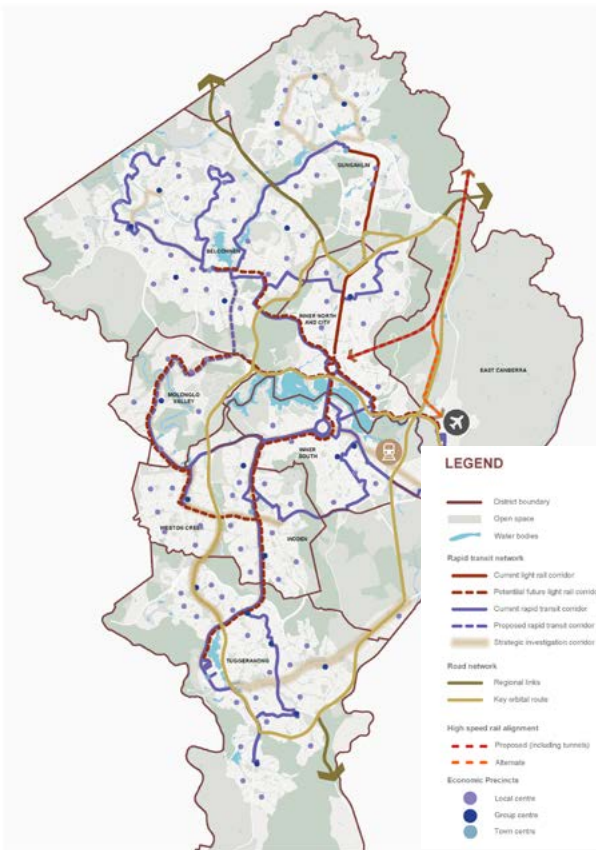 GUNGAHLIN
BELCONNEN
INNER NORTH
AND CITY
EAST CANBERRA
MOLONGLO
VALLEY
INNER
SOUTH
WESTON CREEK
WODEN
TUGGERANONG
LEGEND
District boundary
Open space
Water bodies
Rapid transit network
Current light rail corridor
Potential future light rail corrido
Current rapid transit corridor
Proposed rapid transit corridor
Strategic investigation corridor
Road network
Regional links
Key orbital route
High speed rail alignment
Proposed (including tunnels)
Alternate
Economic Precincts
Local centre
Group centre
Town centre